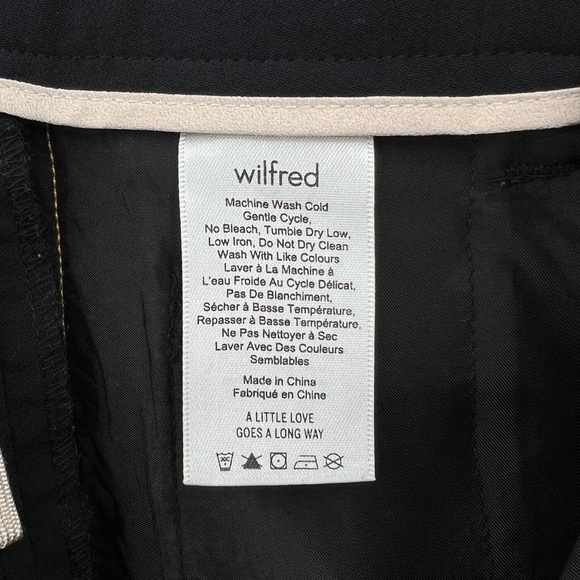 wilfred
Machine Wash Cold
Gentle Cycle,
No Bleach, Tumble Dry Low,
Low Iron, Do Not Dry Clean
Wash With Like Colours
Laver à La Machine à
L'eau Froide Au Cycle Délicat,
Pas De Blanchiment,
Sécher à Basse Température,
Repasser à Basse Température,
Ne Pas Nettoyer à Sec
Laver Avec Des Couleurs
Semblables
Made in China
Fabriqué en Chine
A LITTLE LOVE
GOES A LONG WAY
30C